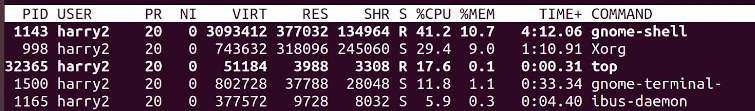 PID USER PR NI VIRT RES SHR S %CPU %MEM TIME+ COMMAND
1143 harry2 20 0 3093412 377032 134964 R 41.2 10.7 4:12.06 gnome-shell
998 harry2 20 0 743632 318096 245060 S 29.4 9.0 1:10.91 Xorg
32365 harry2 20 0 51184 3988 3308 R 17.6 0.1 0:00.31 top
1500 harry2 20 0 802728 37788 28048 S 11.8 1.1 0:33.34 gnome-terminal-
1165 harry2 20 0 377572 9728 8032 S 5.9 0.3 0:04.40 ibus-daemon